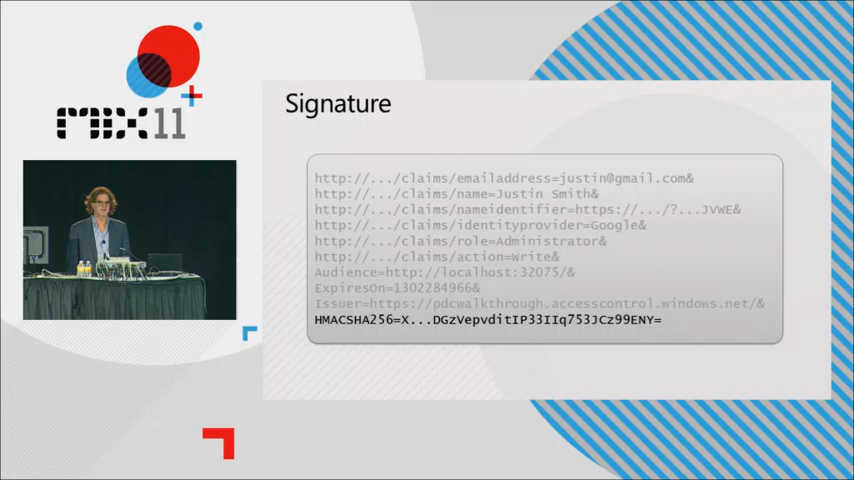 MIX11
Signature
http://.../claims/emailaddress=justin@gmail.com&
http://.../claims/name=Justin Smith&
http://.../claims/nameidentifier=https://.../?...JVWE&
http://.../claims/identityprovider=Google&
http://.../claims/role=Administrator&
http://.../claims/action=Write&
Audience=http://localhost:32075/&
ExpiresOn=1302284966&
Issuer=https://pdcwalkthrough.accesscontrol.windows.net/&
HMACSHA256=X...DGzVepvditIP33IIq753JCz99ENY=